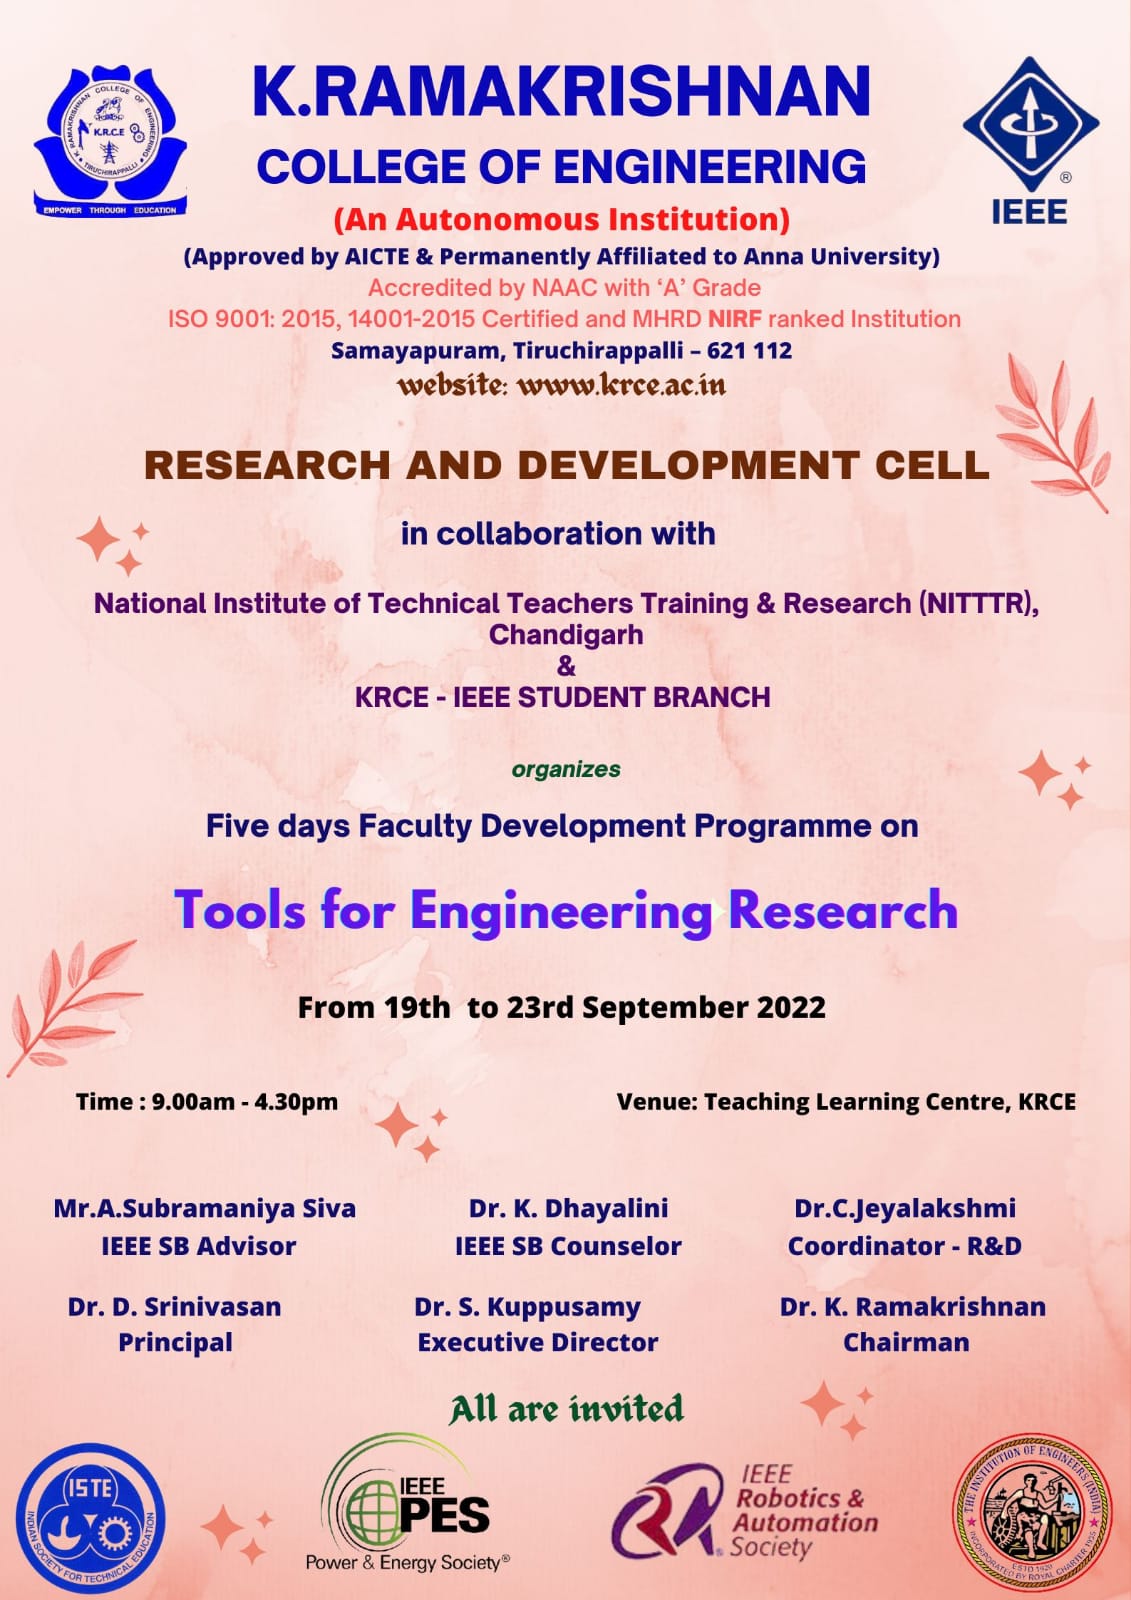 K.RAMAKRISHNAN
COLLEGE OF ENGINEERING
(An Autonomous Institution)
(Approved by AICTE & Permanently Affiliated to Anna University)
Accredited by NAAC with ‘A’ Grade
ISO 9001: 2015, 14001-2015 Certified and MHRD NIRF ranked Institution
Samayapuram, Tiruchirappalli – 621 112
website: www.krce.ac.in
K. RAMAKRISHNAN COLLEGE OF ENGINEERING
K.R.C.E
TIRUCHIRAPPALLI
EMPOWER THROUGH EDUCATION
®
IEEE
RESEARCH AND DEVELOPMENT CELL
in collaboration with
National Institute of Technical Teachers Training & Research (NITTTR),
Chandigarh
&
KRCE - IEEE STUDENT BRANCH
organizes
Five days Faculty Development Programme on
Tools for Engineering Research
From 19th to 23rd September 2022
Time : 9.00am - 4.30pm
Venue: Teaching Learning Centre, KRCE
Mr.A.Subramaniya Siva
IEEE SB Advisor
Dr. K. Dhayalini
IEEE SB Counselor
Dr.C.Jeyalakshmi
Coordinator - R&D
Dr. D. Srinivasan
Principal
Dr. S. Kuppusamy
Executive Director
Dr. K. Ramakrishnan
Chairman
All are invited
ISTE
INDIAN SOCIETY FOR TECHNICAL EDUCATION
IEEE
PES
Power & Energy Society®
IEEE
Robotics &
Automation
Society
THE INSTITUTION OF ENGINEERS (INDIA)
ESTD 1920
INCORPORATED BY ROYAL CHARTER 1935